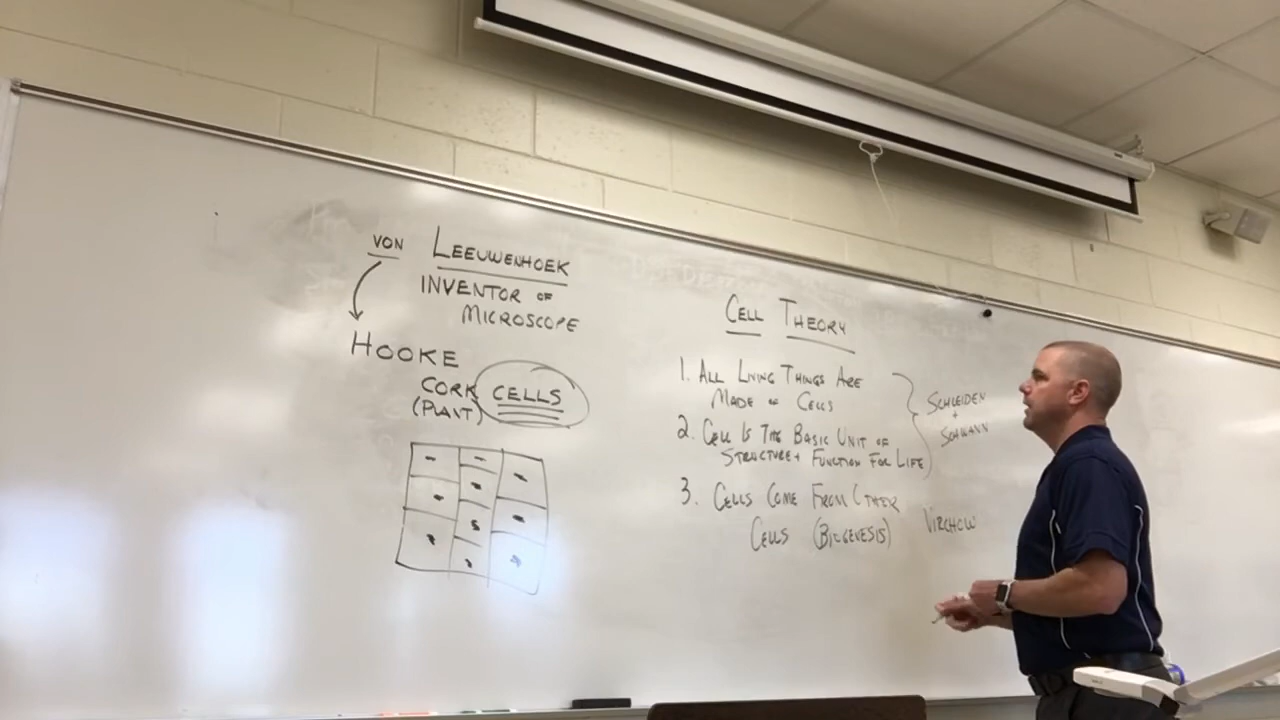 VON LEEUWENHOEK
INVENTOR OF
MICROSCOPE
HOOKE
CORK CELLS
(PLANT)
CELL THEORY
1. ALL LIVING THINGS ARE
MADE OF CELLS
2. CELL IS THE BASIC UNIT OF
STRUCTURE + FUNCTION FOR LIFE
SCHLEIDEN
+
SCHWANN
3. CELLS COME FROM OTHER
CELLS (BIOGENESIS)
VIRCHOW